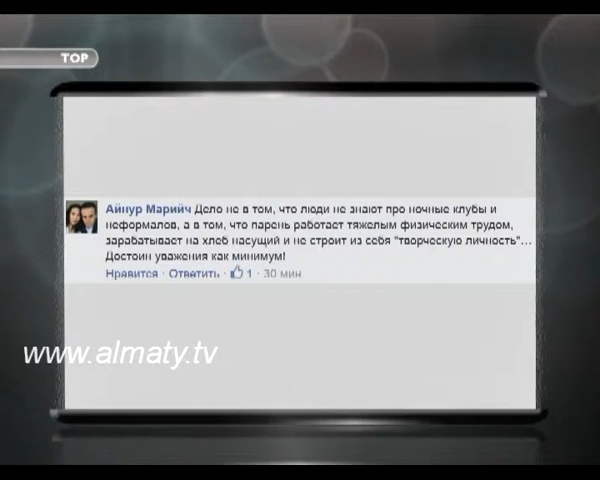 TOP
Айнур Марийч Дело не в том, что люди не знают про ночные клубы и
неформалов, а в том, что парень работает тяжелым физическим трудом,
зарабатывает на хлеб насущий и не строит из себя "творческую личность"...
Достоин уважения как минимум!
Нравится · Ответить · 1 · 30 мин
www.almaty.tv